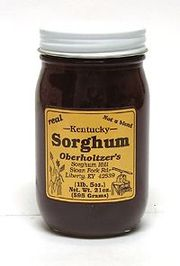 real
Not a blend
Kentucky
Sorghum
Oberholtzer's
Sorghum Hill
Sloan Fork Rd.
Liberty, KY 42539
(1lb. 5oz.)
Net. Wt. 21oz.
(595 Grams)